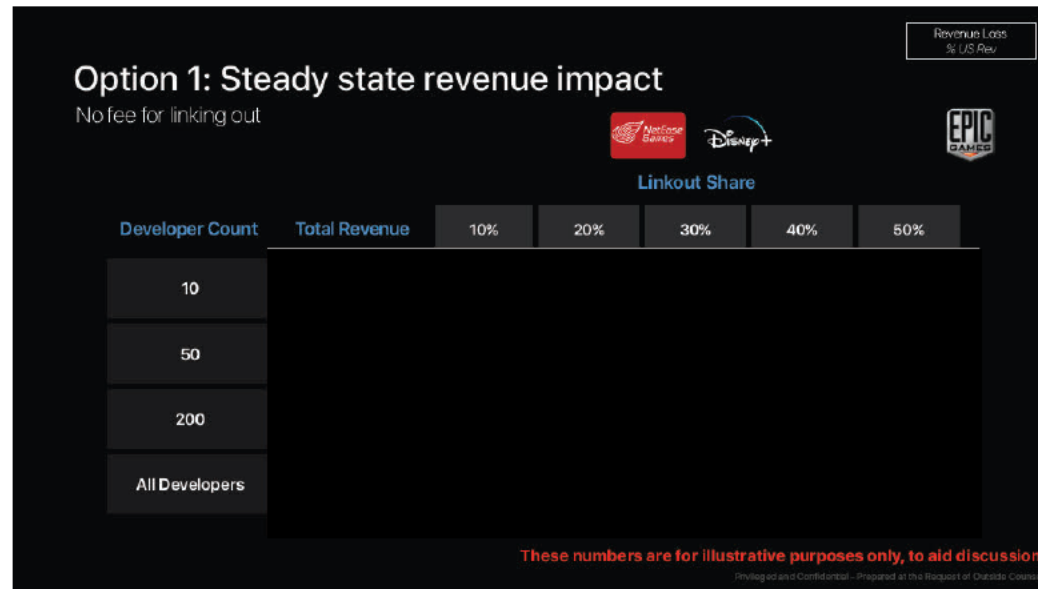 Revenue Loss
% US Rev
Option 1: Steady state revenue impact
No fee for linking out
NetEase
Games
Disney+
EPIC
GAMES
Linkout Share
Developer Count Total Revenue 10% 20% 30% 40% 50%
10
50
200
All Developers
These numbers are for illustrative purposes only, to aid discussion
Privileged and Confidential – Prepared at the Request of Outside Counse